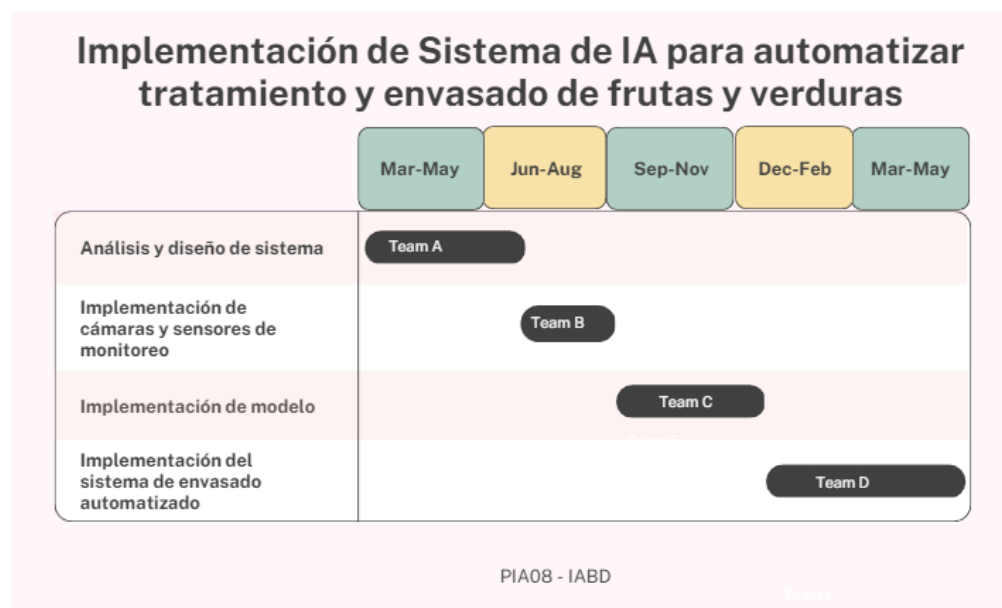 Implementación de Sistema de IA para automatizar
tratamiento y envasado de frutas y verduras
Mar-May
Jun-Aug
Sep-Nov
Dec-Feb
Mar-May
Análisis y diseño de sistema
Team A
Implementación de
cámaras y sensores de
monitoreo
Team B
Implementación de modelo
Team C
Implementación del
sistema de envasado
automatizado
Team D
PIA08 - IABD